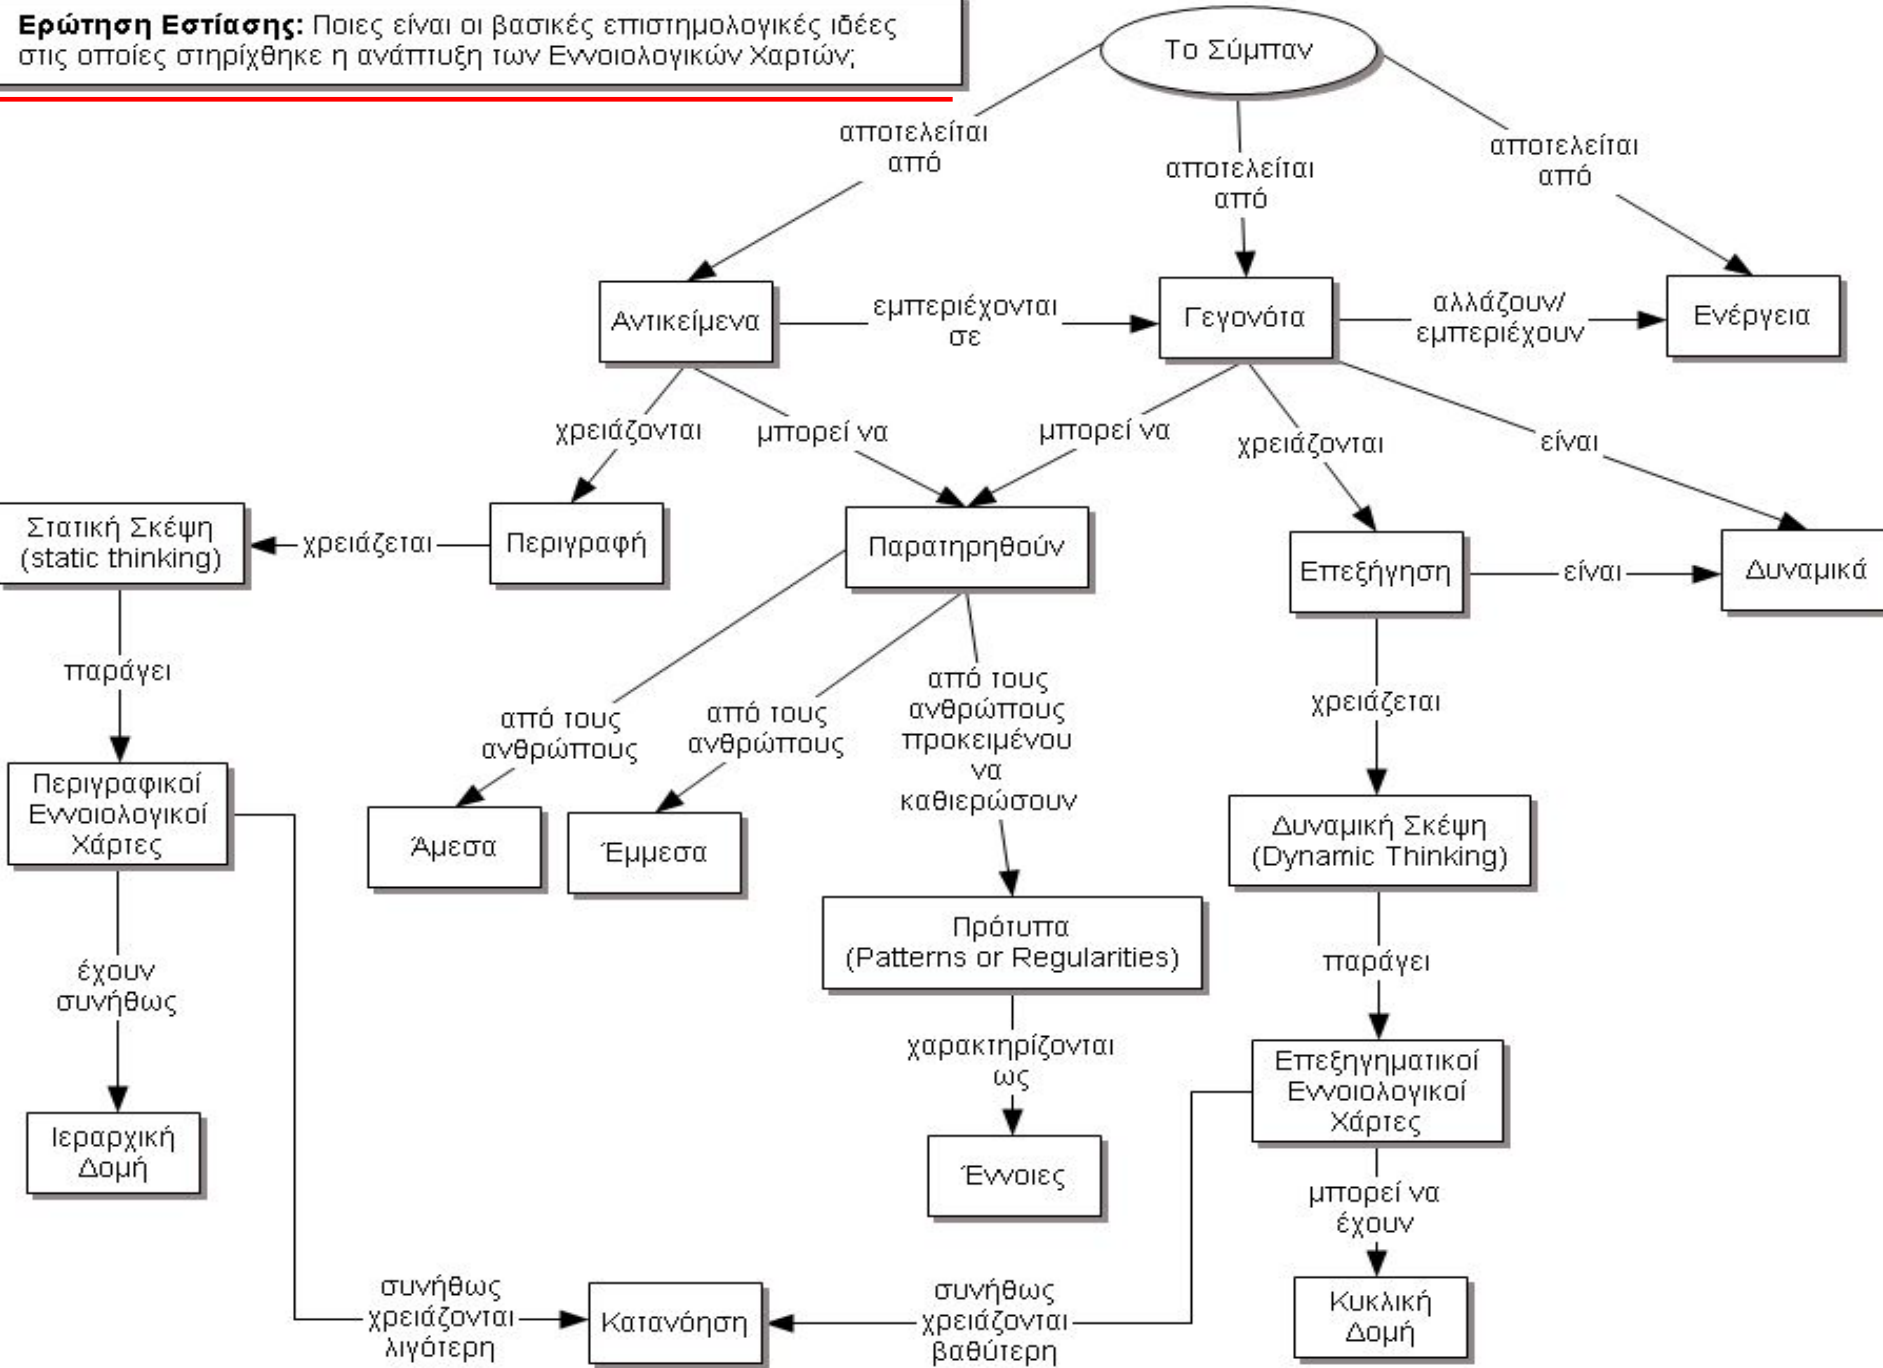 Ερώτηση Εστίασης: Ποιες είναι οι βασικές επιστημολογικές ιδέες
στις οποίες στηρίχθηκε η ανάπτυξη των Εννοιολογικών Χαρτών;
Το Σύμπαν
αποτελείται
από
αποτελείται
από
αποτελείται
από
Αντικείμενα
εμπεριέχονται
σε
Γεγονότα
αλλάζουν/
εμπεριέχουν
Ενέργεια
χρειάζονται
μπορεί να
μπορεί να
χρειάζονται
είναι
Στατική Σκέψη
(static thinking)
χρειάζεται
Περιγραφή
Παρατηρηθούν
Επεξήγηση
είναι
Δυναμικά
παράγει
από τους
ανθρώπους
από τους
ανθρώπους
από τους
ανθρώπους
προκειμένου
να
καθιερώσουν
χρειάζεται
Περιγραφικοί
Εννοιολογικοί
Χάρτες
Άμεσα
Έμμεσα
Δυναμική Σκέψη
(Dynamic Thinking)
Πρότυπα
(Patterns or Regularities)
έχουν
συνήθως
παράγει
χαρακτηρίζονται
ως
Επεξηγηματικοί
Εννοιολογικοί
Χάρτες
Ιεραρχική
Δομή
Έννοιες
μπορεί να
έχουν
συνήθως
χρειάζονται
λιγότερη
Κατανόηση
συνήθως
χρειάζονται
βαθύτερη
Κυκλική
Δομή